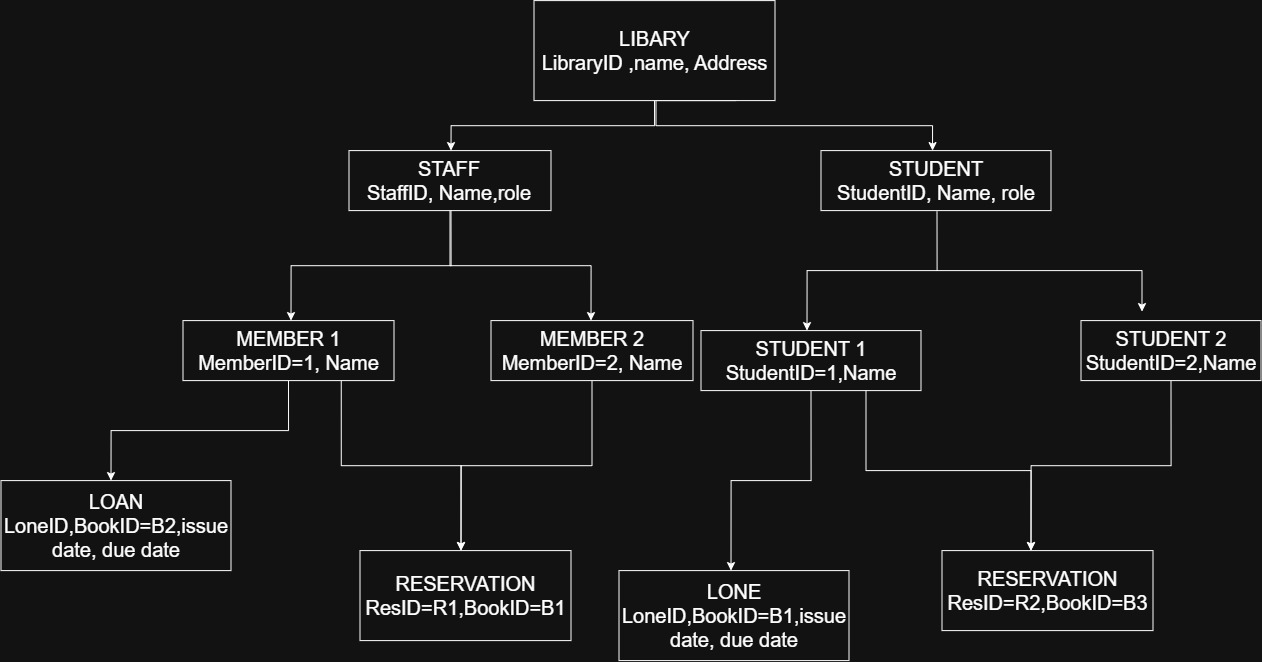 LIBARY
LibraryID ,name, Address
STAFF
StaffID, Name,role
STUDENT
StudentID, Name, role
MEMBER 1
MemberID=1, Name
MEMBER 2
MemberID=2, Name
STUDENT 1
StudentID=1,Name
STUDENT 2
StudentID=2,Name
LOAN
LoneID,BookID=B2,issue
date, due date
RESERVATION
ResID=R1,BookID=B1
LONE
LoneID,BookID=B1,issue
date, due date
RESERVATION
ResID=R2,BookID=B3